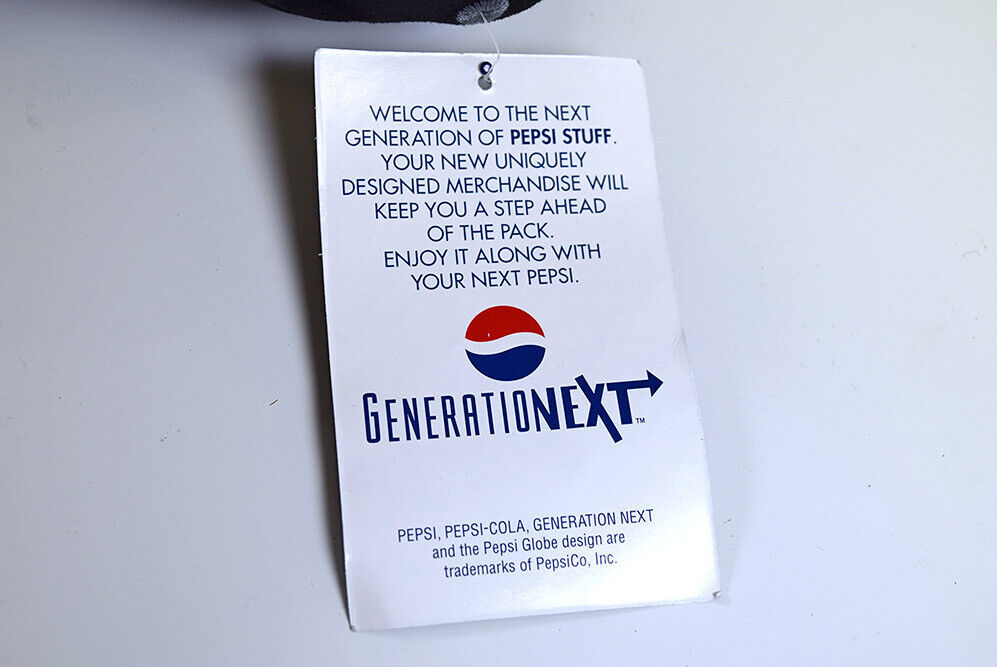 WELCOME TO THE NEXT
GENERATION OF PEPSI STUFF.
YOUR NEW UNIQUELY
DESIGNED MERCHANDISE WILL
KEEP YOU A STEP AHEAD
OF THE PACK.
ENJOY IT ALONG WITH
YOUR NEXT PEPSI.
GENERATIONEXT™
PEPSI, PEPSI-COLA, GENERATION NEXT
and the Pepsi Globe design are
trademarks of PepsiCo, Inc.